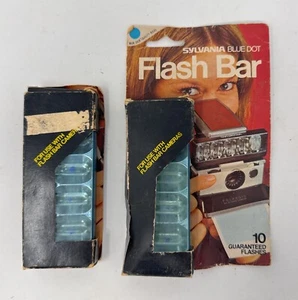 SYLVANIA BLUE DOT
Flash Bar
FOR USE WITH
FLASH BAR CAMERAS
FOR USE WITH
FLASH BAR CAMERAS
10
GUARANTEED
FLASHES